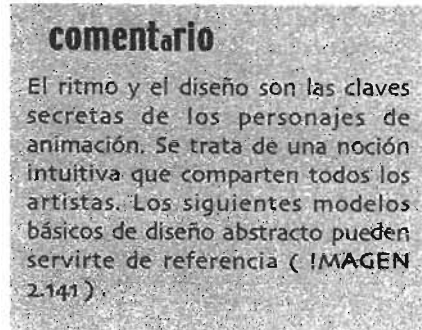 comentario
El ritmo y el diseño son las claves
secretas de los personajes de
animación. Se trata de una noción
intuitiva que comparten todos los
artistas. Los siguientes modelos
básicos de diseño abstracto pueden
servirte de referencia ( IMAGEN
2.141 )